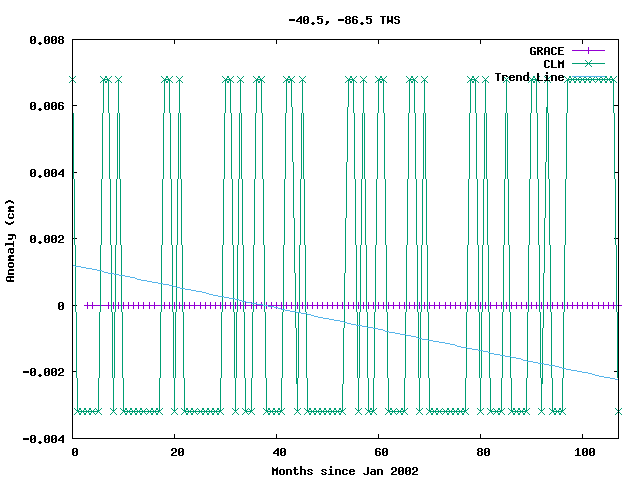 -40.5, -86.5 TWS
0.008
0.006
0.004
0.002
0
-0.002
-0.004
Anomaly (cm)
GRACE
CLM
Trend Line
0 20 40 60 80 100
Months since Jan 2002